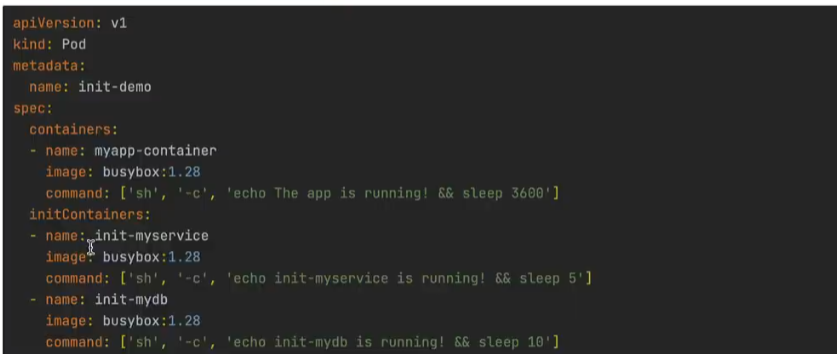 apiVersion: v1
kind: Pod
metadata:
  name: init-demo
spec:
  containers:
  - name: myapp-container
    image: busybox:1.28
    command: ['sh', '-c', 'echo The app is running! && sleep 3600']
  initContainers:
  - name: init-myservice
    image: busybox:1.28
    command: ['sh', '-c', 'echo init-myservice is running! && sleep 5']
  - name: init-mydb
    image: busybox:1.28
    command: ['sh', '-c', 'echo init-mydb is running! && sleep 10']